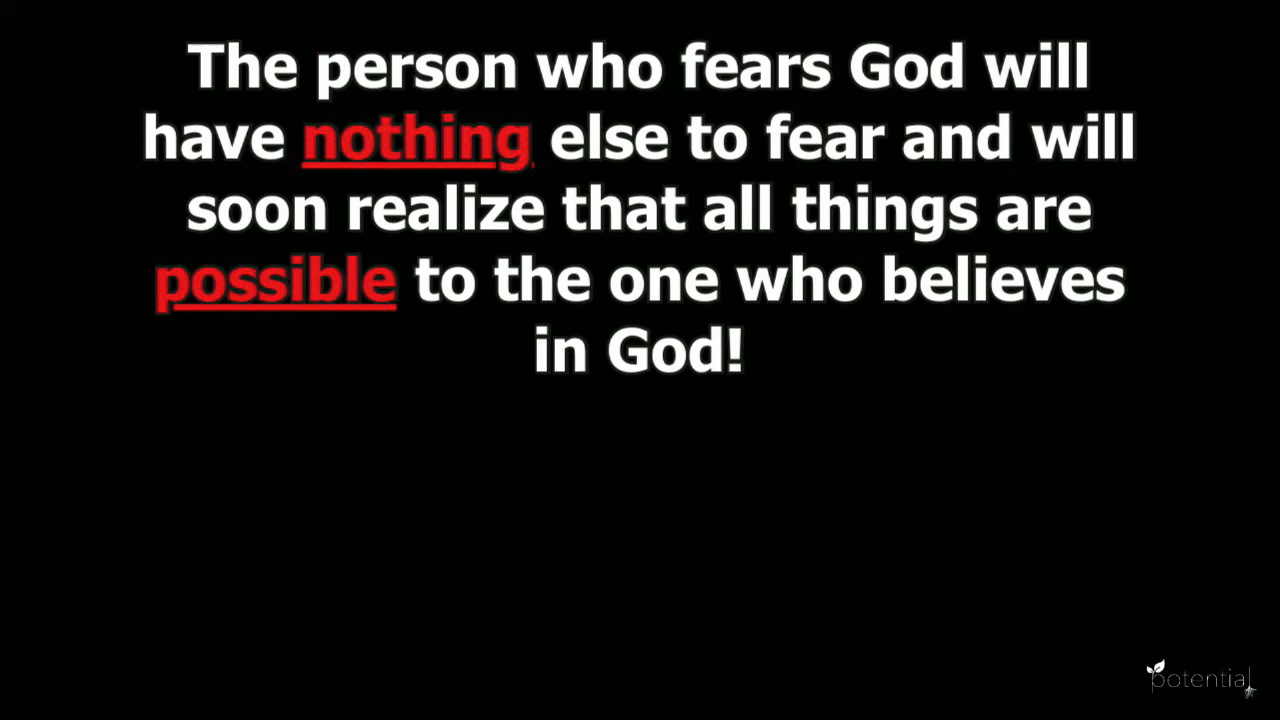 The person who fears God will
have nothing else to fear and will
soon realize that all things are
possible to the one who believes
in God!
potential